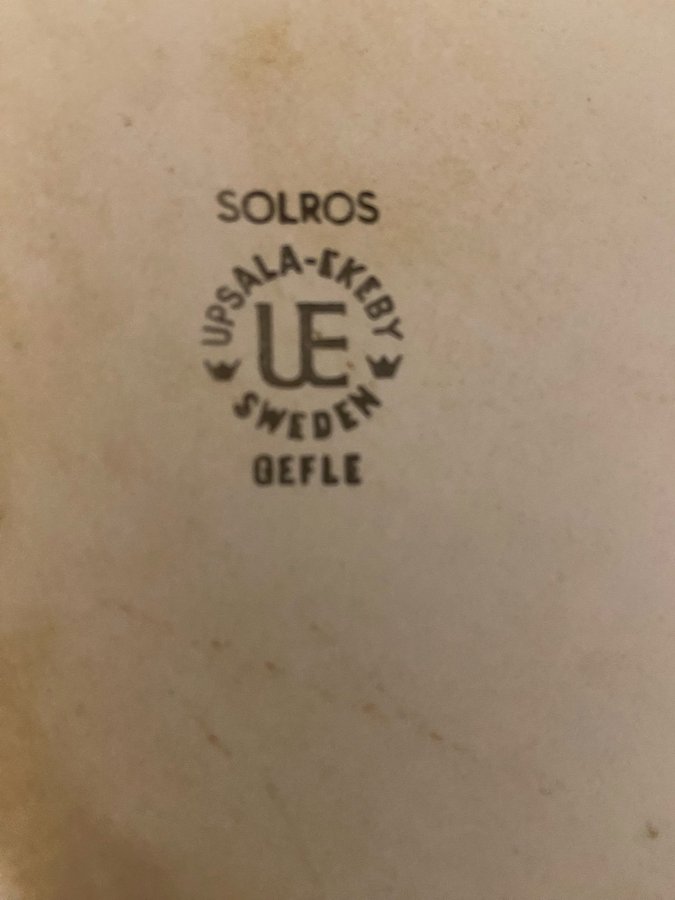 SOLROS
UPSALA-EKEBY
UE
SWEDEN
GEFLE